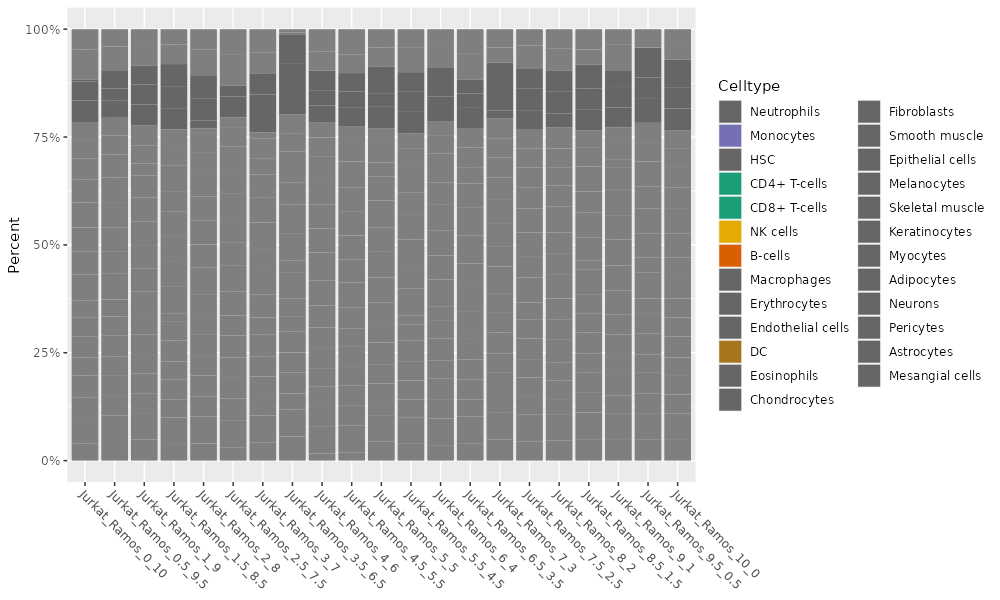 100%
75%
50%
25%
0%
Percent
Jurkat_Ramos_0_10
Jurkat_Ramos_0.5_9.5
Jurkat_Ramos_1_9
Jurkat_Ramos_1.5_8.5
Jurkat_Ramos_2_8
Jurkat_Ramos_2.5_7.5
Jurkat_Ramos_3_7
Jurkat_Ramos_3.5_6.5
Jurkat_Ramos_4_6
Jurkat_Ramos_4.5_5.5
Jurkat_Ramos_5_5
Jurkat_Ramos_5.5_4.5
Jurkat_Ramos_6_4
Jurkat_Ramos_6.5_3.5
Jurkat_Ramos_7_3
Jurkat_Ramos_7.5_2.5
Jurkat_Ramos_8_2
Jurkat_Ramos_8.5_1.5
Jurkat_Ramos_9_1
Jurkat_Ramos_9.5_0.5
Jurkat_Ramos_10_0
Celltype
Neutrophils
Monocytes
HSC
CD4+ T-cells
CD8+ T-cells
NK cells
B-cells
Macrophages
Erythrocytes
Endothelial cells
DC
Eosinophils
Chondrocytes
Fibroblasts
Smooth muscle
Epithelial cells
Melanocytes
Skeletal muscle
Keratinocytes
Myocytes
Adipocytes
Neurons
Pericytes
Astrocytes
Mesangial cells